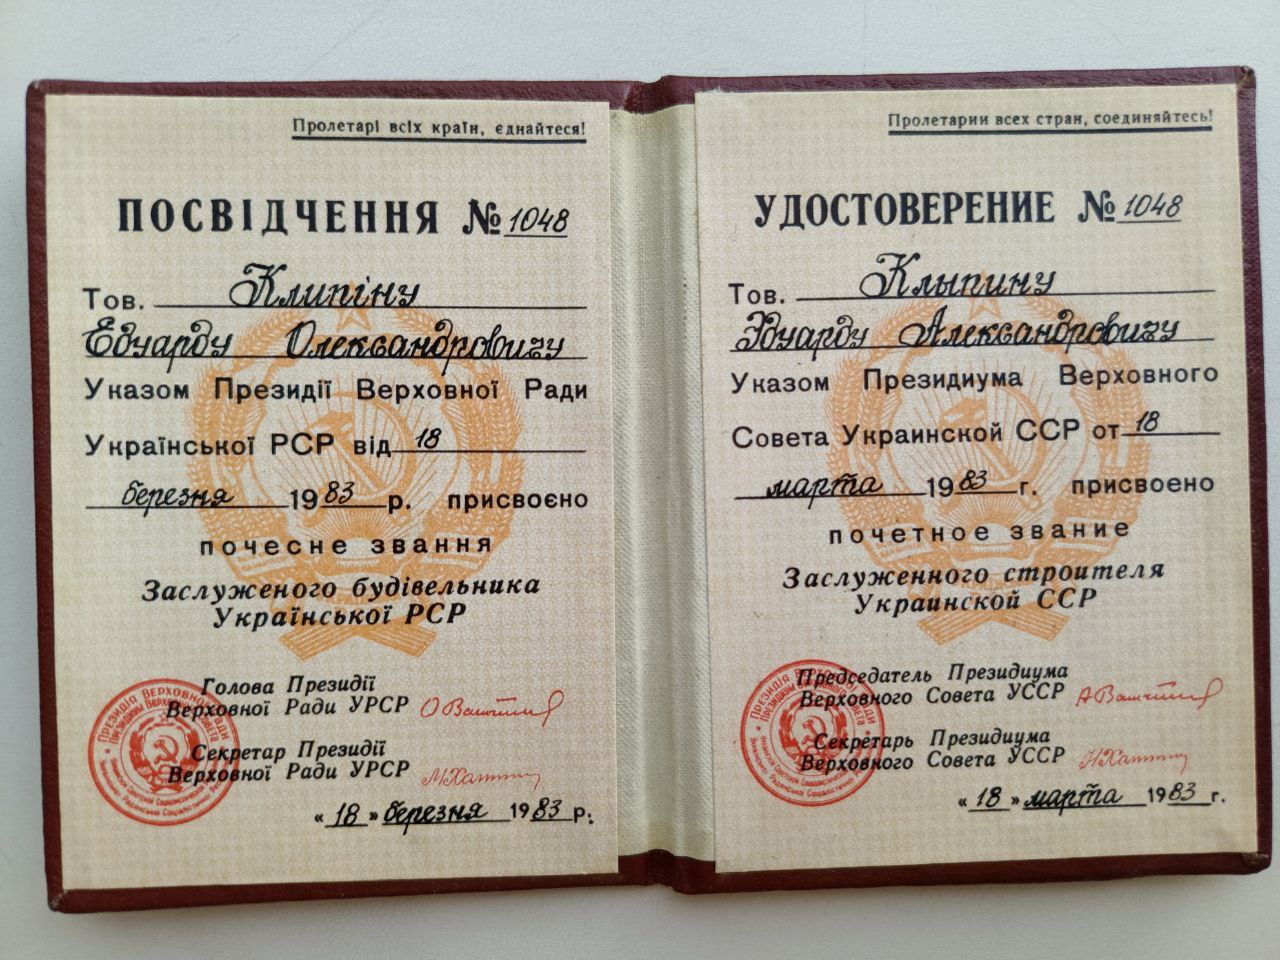 Пролетарі всіх країн, єднайтеся!
ПОСВІДЧЕННЯ № 1048
Тов. Клипіну
Едуарду Олександровичу
Указом Президії Верховної Ради
Української РСР від 18
березня 1983 р. присвоєно
почесне звання
Заслуженого будівельника
Української РСР
Голова Президії
Верховної Ради УРСР
Секретар Президії
Верховної Ради УРСР
«18» березня 1983 р.
Пролетарии всех стран, соединяйтесь!
УДОСТОВЕРЕНИЕ № 1048
Тов. Клыпину
Эдуарду Александровичу
Указом Президиума Верховного
Совета Украинской ССР от 18
марта 1983 г. присвоено
почетное звание
Заслуженного строителя
Украинской ССР
Председатель Президиума
Верховного Совета УССР
Секретарь Президиума
Верховного Совета УССР
«18» марта 1983 г.